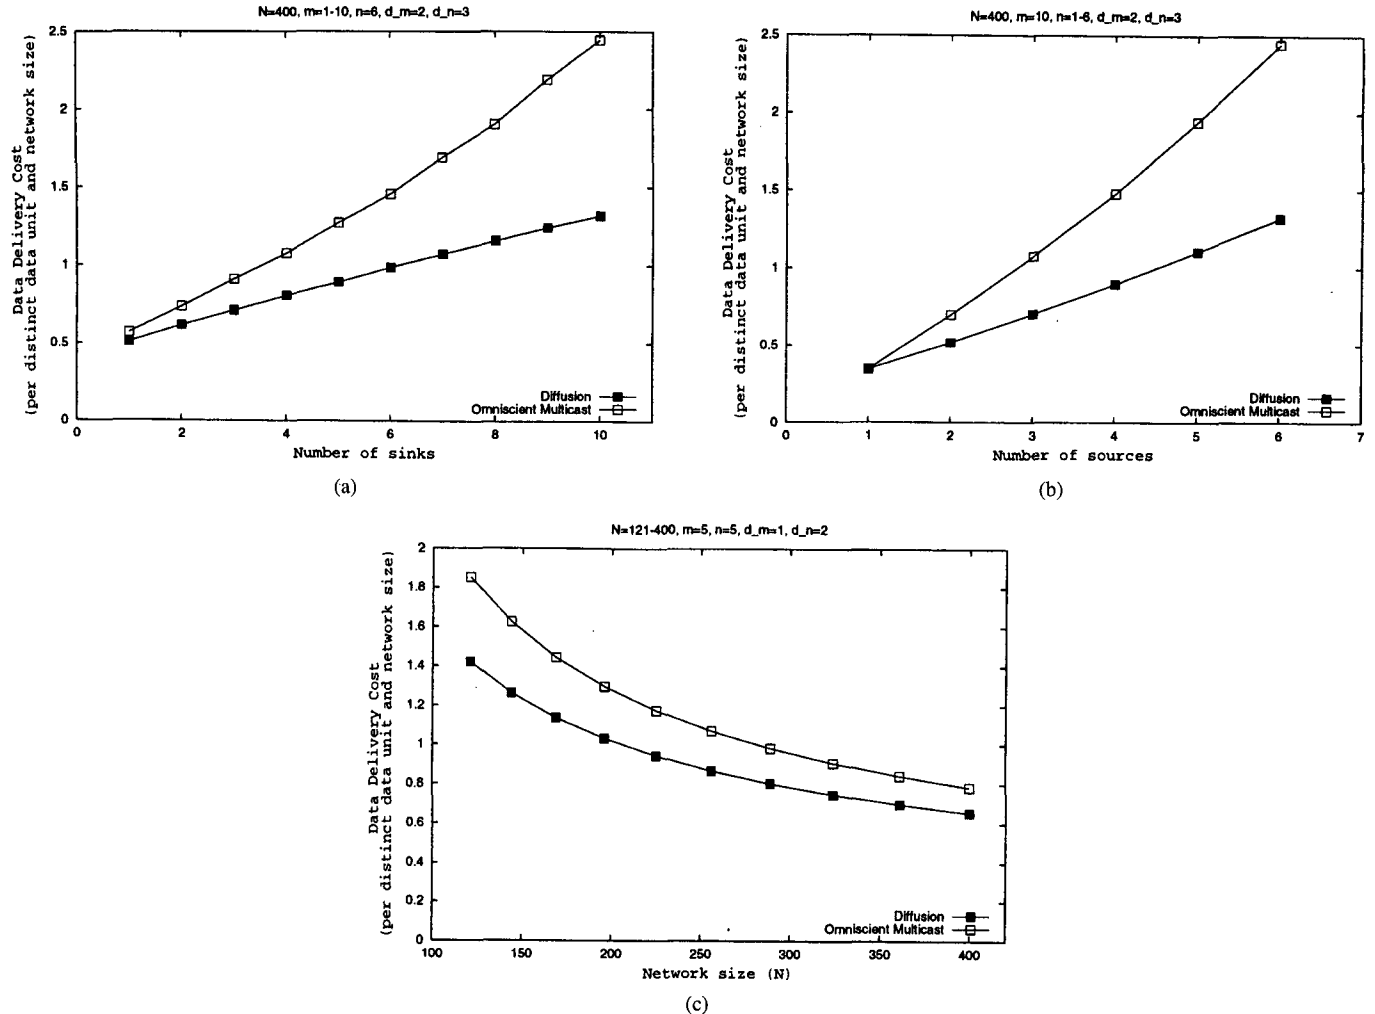 N=400, m=1-10, n=6, d_m=2, d_n=3
Data Delivery Cost
(per distinct data unit and network size)
2.5
2
1.5
1
0.5
0
0 2 4 6 8 10
Diffusion
Omniscient Multicast
Number of sinks
(a)
N=400, m=10, n=1-6, d_m=2, d_n=3
Data Delivery Cost
(per distinct data unit and network size)
2.5
2
1.5
1
0.5
0
0 1 2 3 4 5 6 7
Diffusion
Omniscient Multicast
Number of sources
(b)
N=121-400, m=5, n=5, d_m=1, d_n=2
Data Delivery Cost
(per distinct data unit and network size)
2
1.8
1.6
1.4
1.2
1
0.8
0.6
0.4
0.2
0
100 150 200 250 300 350 400
Diffusion
Omniscient Multicast
Network size (N)
(c)